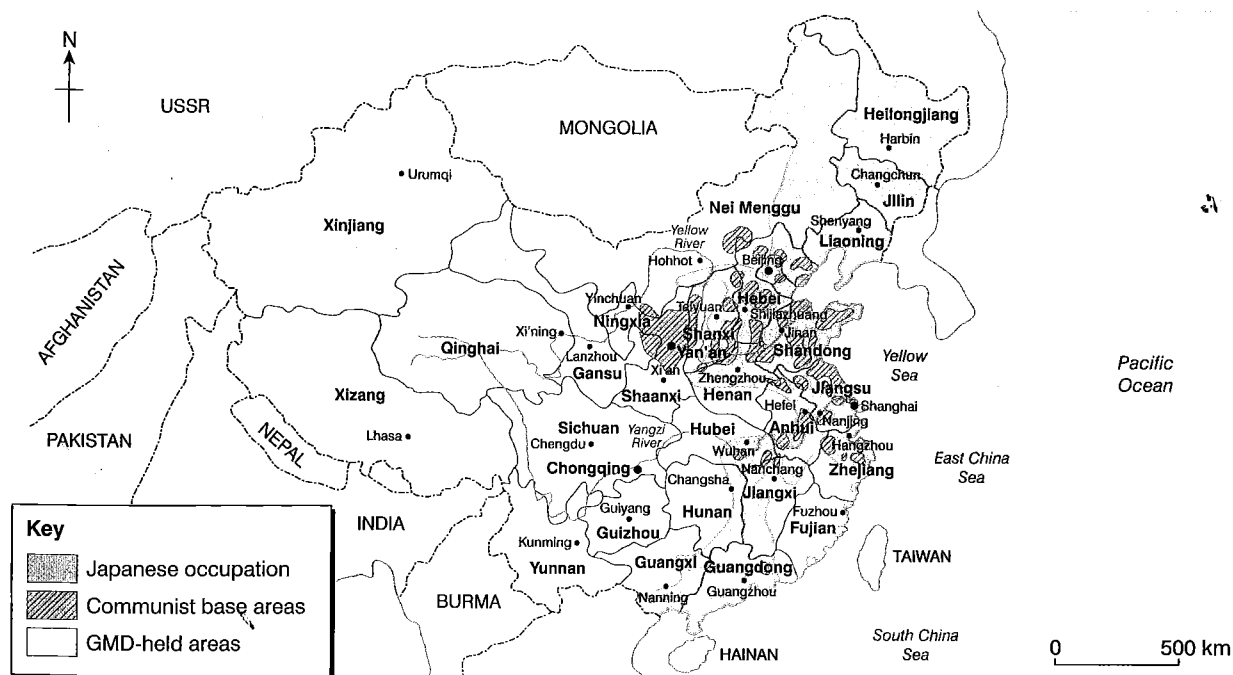 N
USSR
MONGOLIA
Heilongjiang
Harbin
Changchun
Jilin
Urumqi
Xinjiang
Nei Menggu
Shenyang
Liaoning
Yellow
River
Hohhot
Beijing
AFGHANISTAN
Yinchuan
Ningxia
Taiyuan
Hebei
Shijiazhuang
Xi'ning
Shanxi
Jinan
Qinghai
Lanzhou
Yan'an
Shandong
Yellow
Sea
Pacific
Ocean
Gansu
Xi'an
Zhengzhou
Xizang
Shaanxi
Henan
Jiangsu
Hefei
Shanghai
Nanjing
PAKISTAN
NEPAL
Lhasa
Sichuan
Chengdu
Yangzi
River
Hubei
Anhui
Wuhan
Hangzhou
Zhejiang
East China
Sea
Chongqing
Nanchang
Changsha
Jiangxi
Hunan
Guiyang
Guizhou
Fuzhou
Fujian
INDIA
Kunming
Yunnan
Guangxi
Guangdong
TAIWAN
Nanning
Guangzhou
BURMA
HAINAN
South China
Sea
Key
Japanese occupation
Communist base areas
GMD-held areas
0 500 km